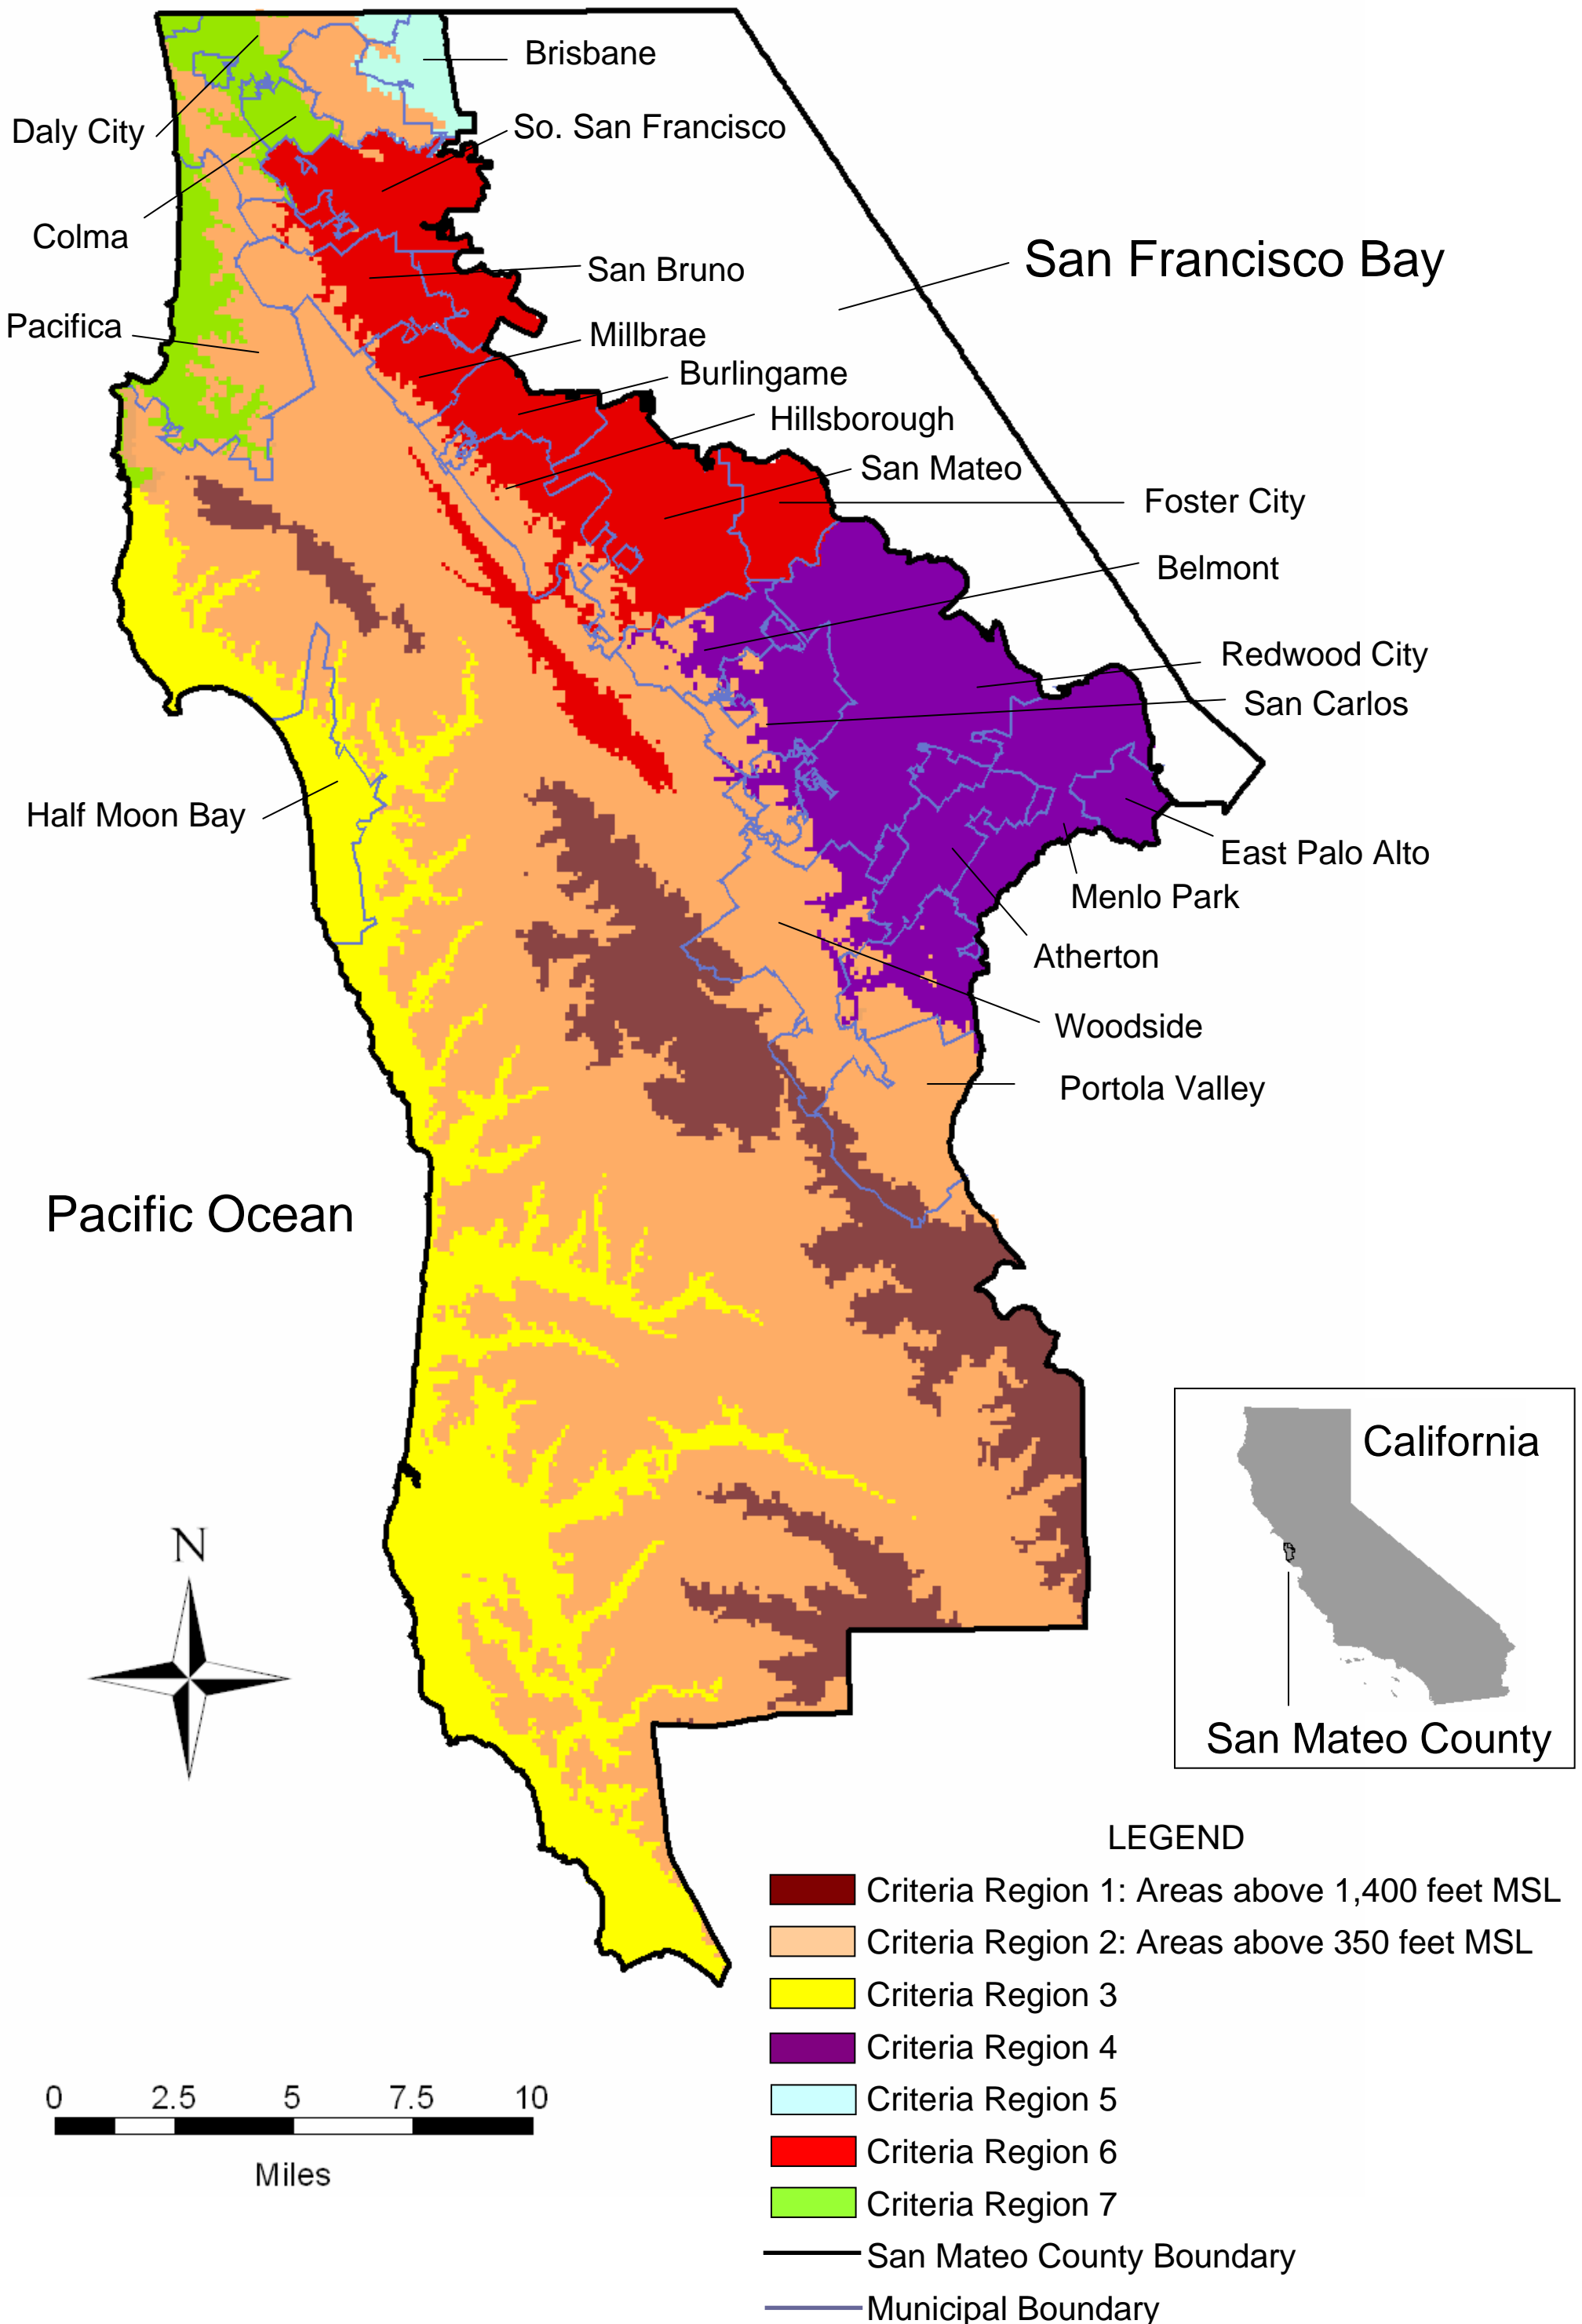 Brisbane
Daly City
So. San Francisco
Colma
San Francisco Bay
San Bruno
Pacifica
Millbrae
Burlingame
Hillsborough
San Mateo
Foster City
Belmont
Redwood City
San Carlos
Half Moon Bay
East Palo Alto
Menlo Park
Atherton
Woodside
Portola Valley
Pacific Ocean
California
San Mateo County
N
LEGEND
Criteria Region 1: Areas above 1,400 feet MSL
Criteria Region 2: Areas above 350 feet MSL
Criteria Region 3
Criteria Region 4
Criteria Region 5
Criteria Region 6
Criteria Region 7
San Mateo County Boundary
Municipal Boundary
0 2.5 5 7.5 10
Miles